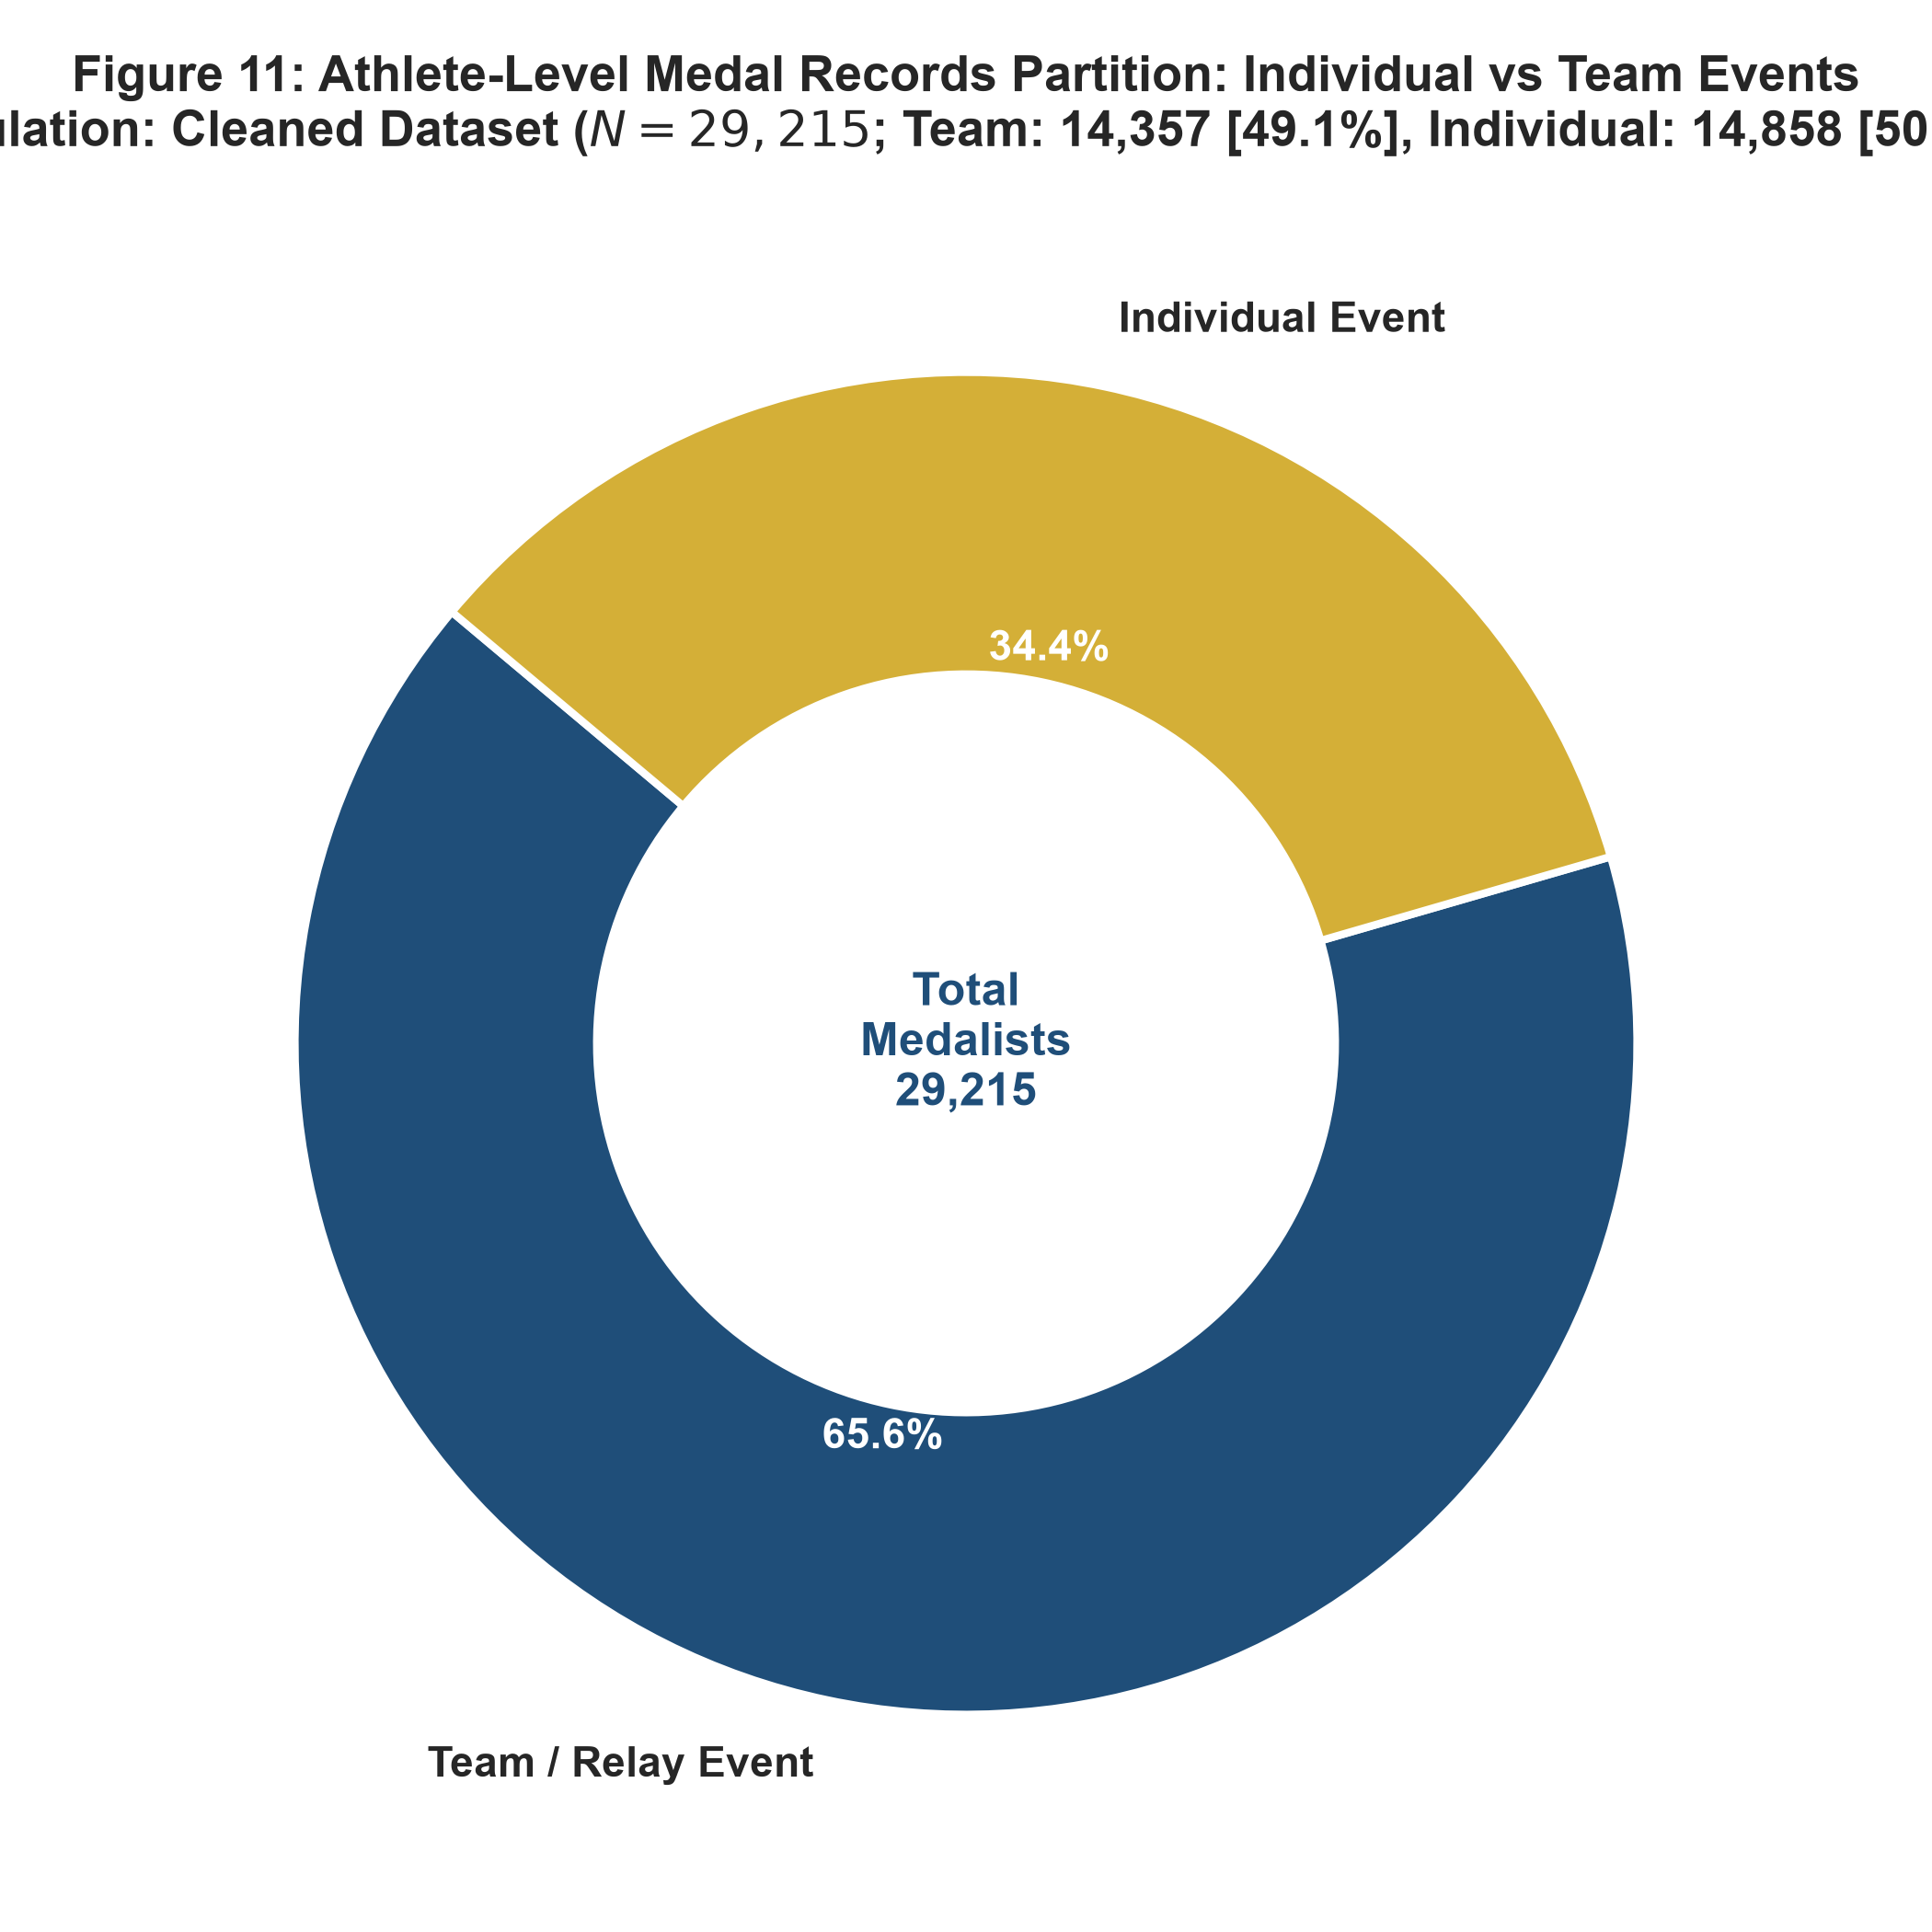 Figure 11: Athlete-Level Medal Records Partition: Individual vs Team Events
lation: Cleaned Dataset (N = 29, 215; Team: 14,357 [49.1%], Individual: 14,858 [50
Individual Event
34.4%
Total
Medalists
29,215
65.6%
Team / Relay Event